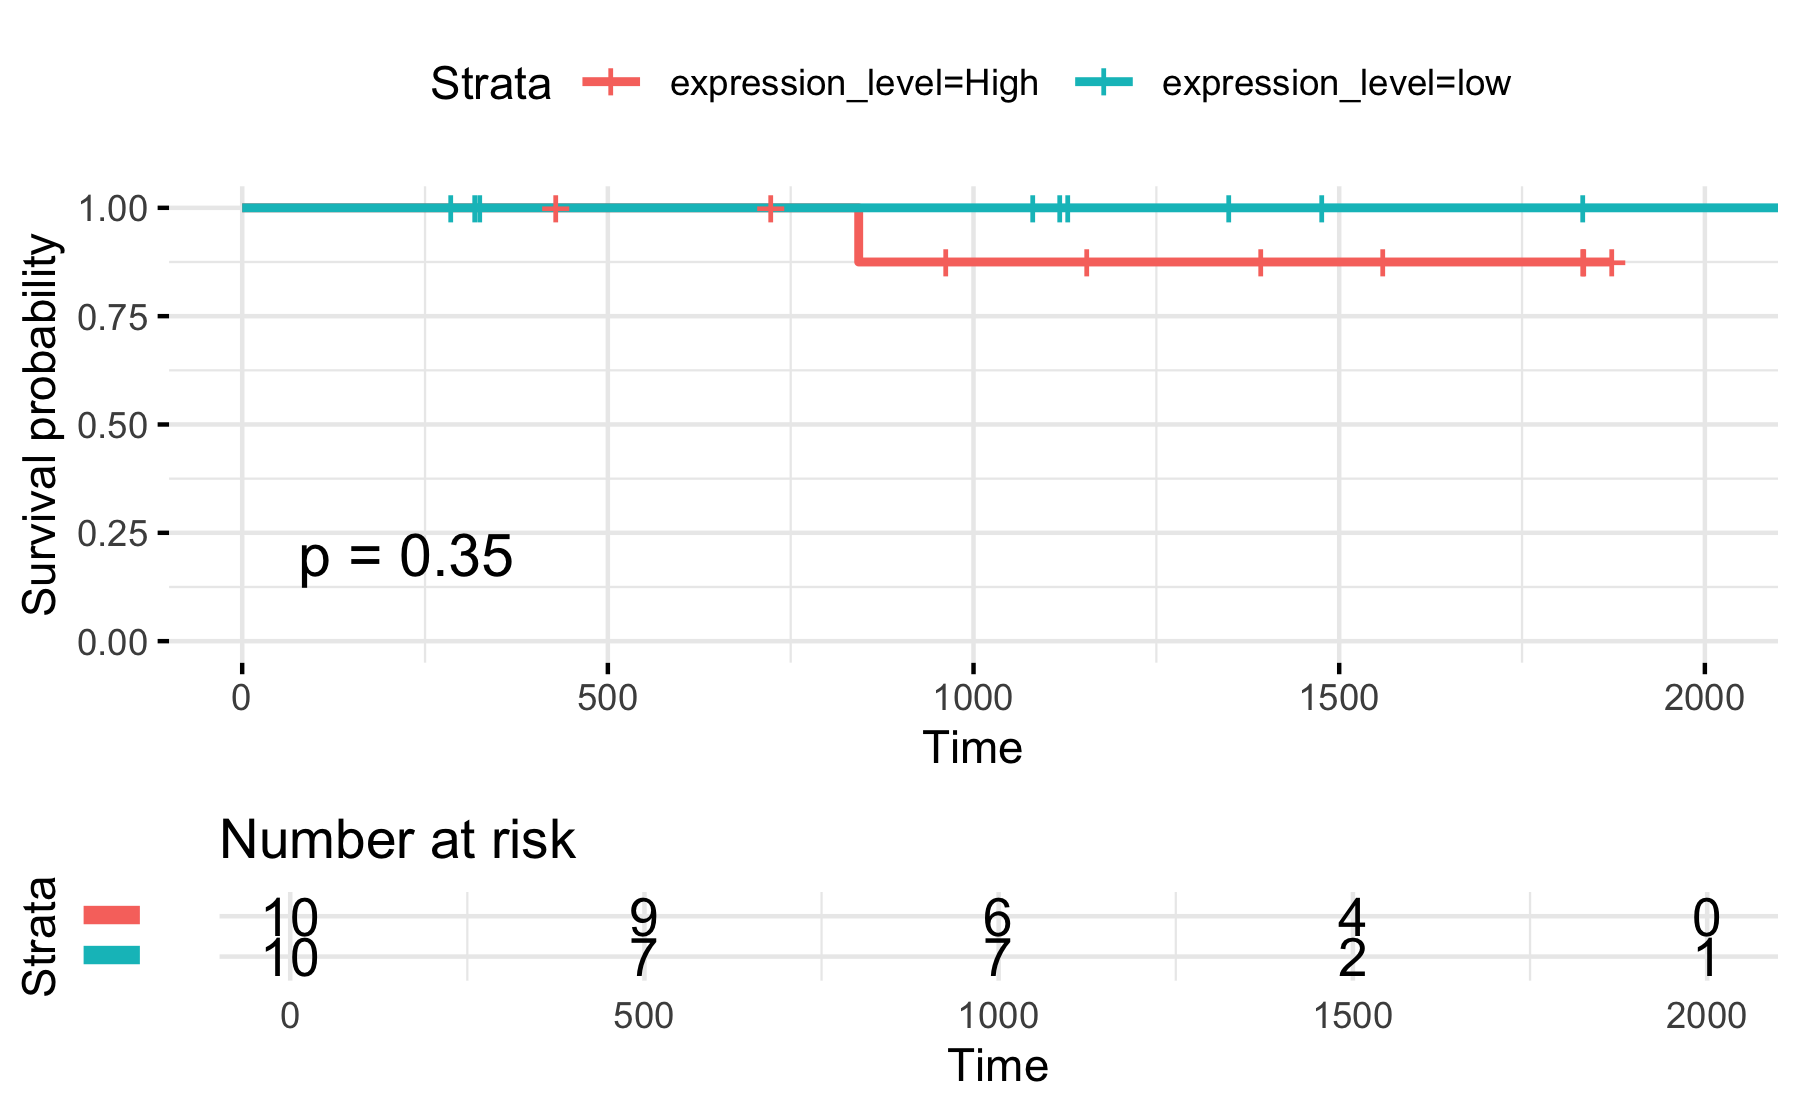 Strata expression_level=High expression_level=low
Survival probability
1.00
0.75
0.50
0.25
0.00
p = 0.35
0 500 1000 1500 2000
Time
Number at risk
Strata
10 9 6 4 0
10 7 7 2 1
0 500 1000 1500 2000
Time